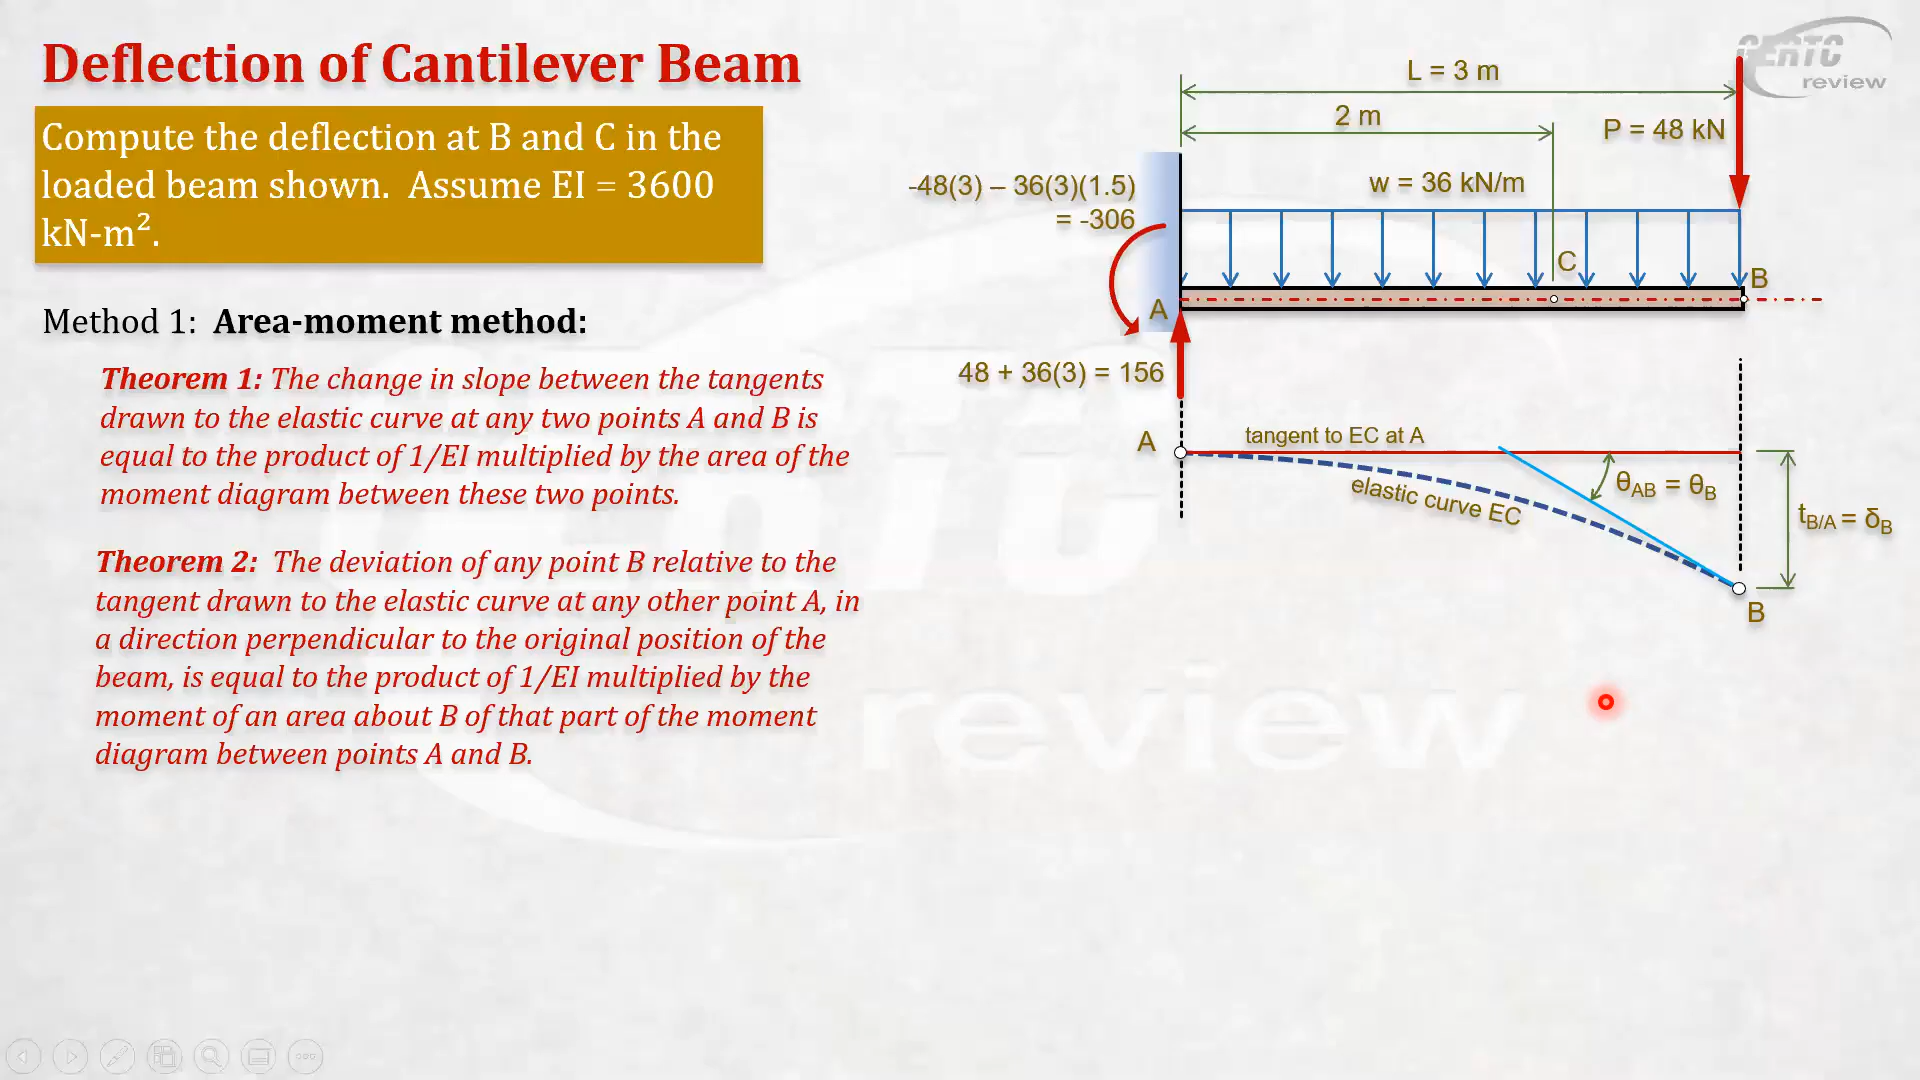 Deflection of Cantilever Beam
Compute the deflection at B and C in the
loaded beam shown.  Assume EI = 3600
kN-m².
Method 1:  Area-moment method:
Theorem 1: The change in slope between the tangents
drawn to the elastic curve at any two points A and B is
equal to the product of 1/EI multiplied by the area of the
moment diagram between these two points.
Theorem 2:  The deviation of any point B relative to the
tangent drawn to the elastic curve at any other point A, in
a direction perpendicular to the original position of the
beam, is equal to the product of 1/EI multiplied by the
moment of an area about B of that part of the moment
diagram between points A and B.
CERTC
review
L = 3 m
2 m
P = 48 kN
w = 36 kN/m
-48(3) – 36(3)(1.5)
= -306
C
B
A
48 + 36(3) = 156
A
tangent to EC at A
elastic curve EC
θAB = θB
tB/A = δB
B
CERTC
review